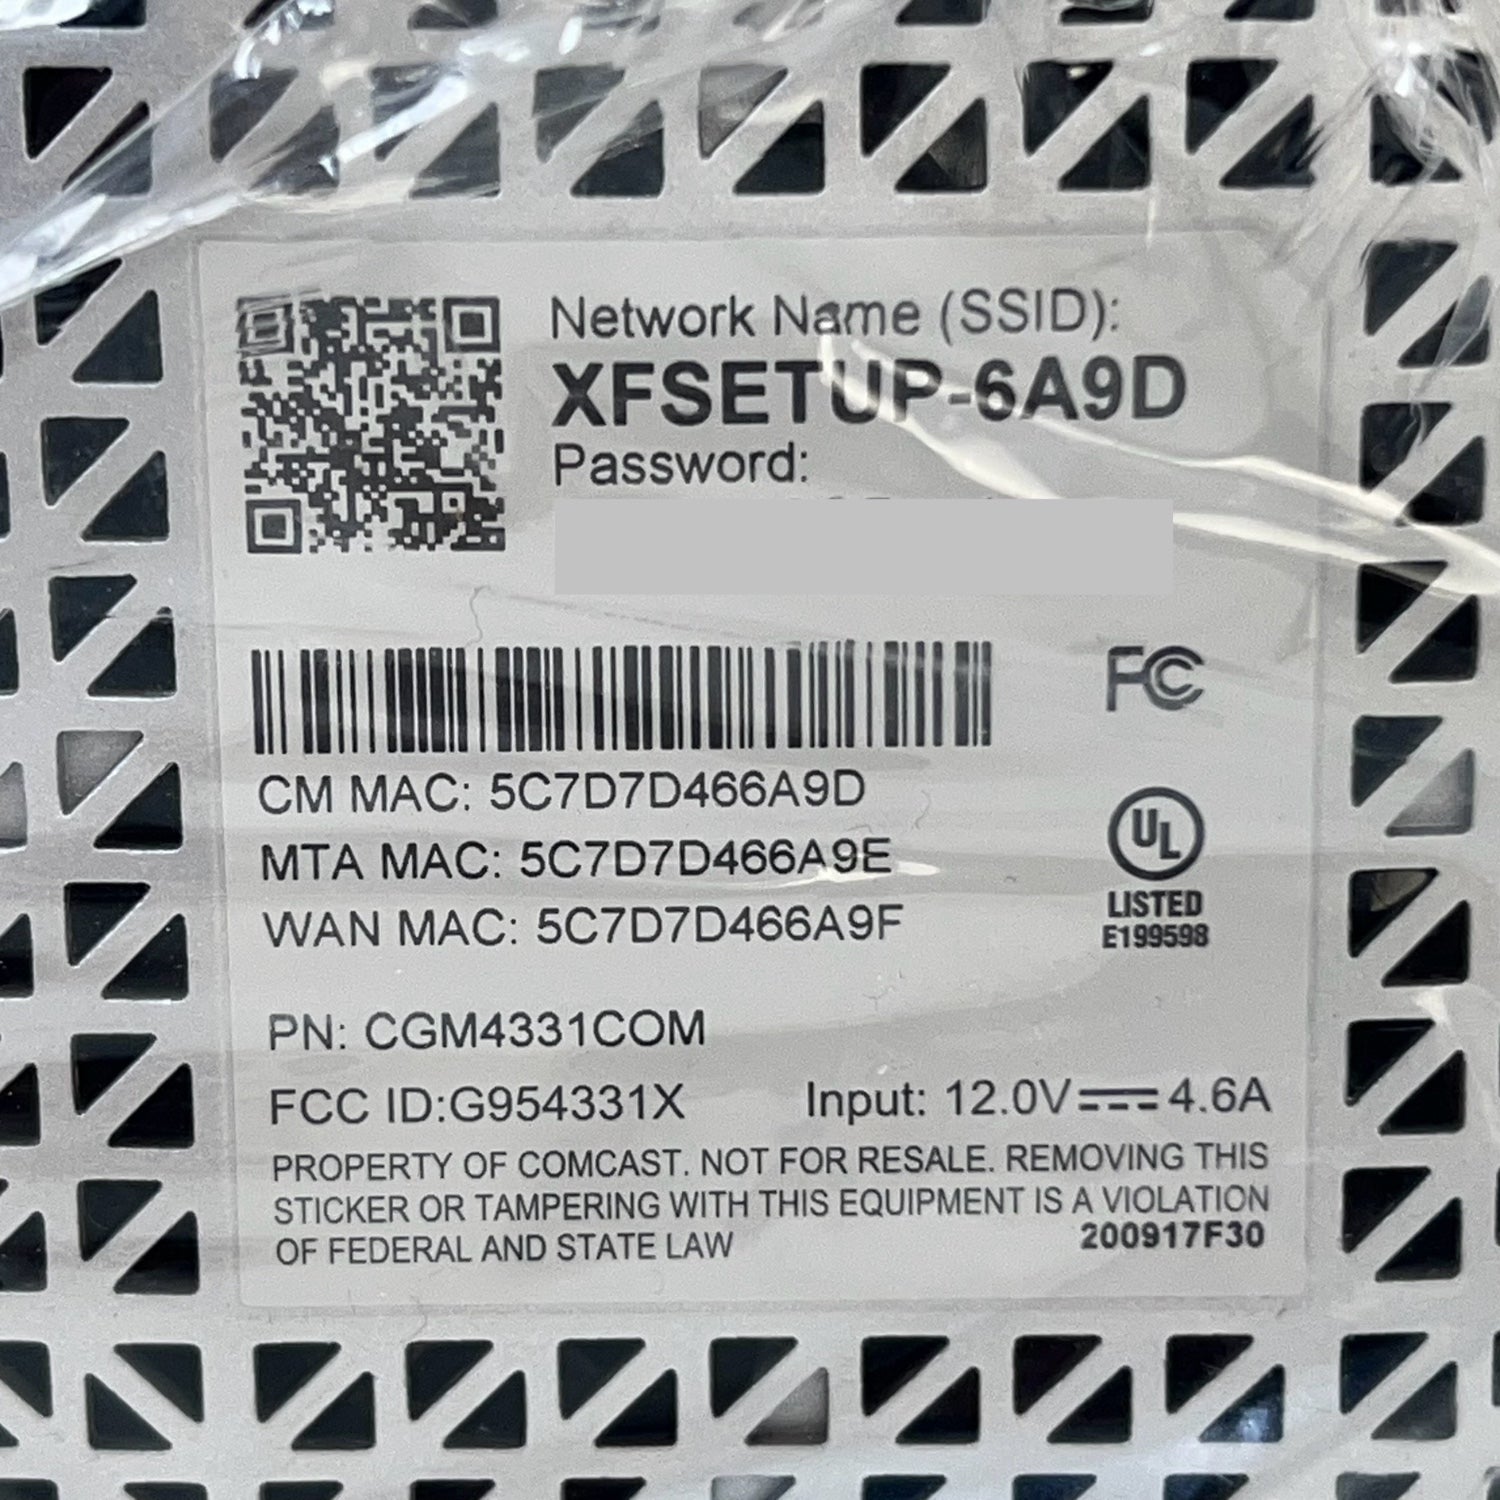 Network Name (SSID):
XFSETUP-6A9D
Password:
FC
CM MAC: 5C7D7D466A9D
MTA MAC: 5C7D7D466A9E
WAN MAC: 5C7D7D466A9F
UL
LISTED
E199598
PN: CGM4331COM
FCC ID:G954331X
Input: 12.0V⎓4.6A
PROPERTY OF COMCAST. NOT FOR RESALE. REMOVING THIS
STICKER OR TAMPERING WITH THIS EQUIPMENT IS A VIOLATION
OF FEDERAL AND STATE LAW
200917F30